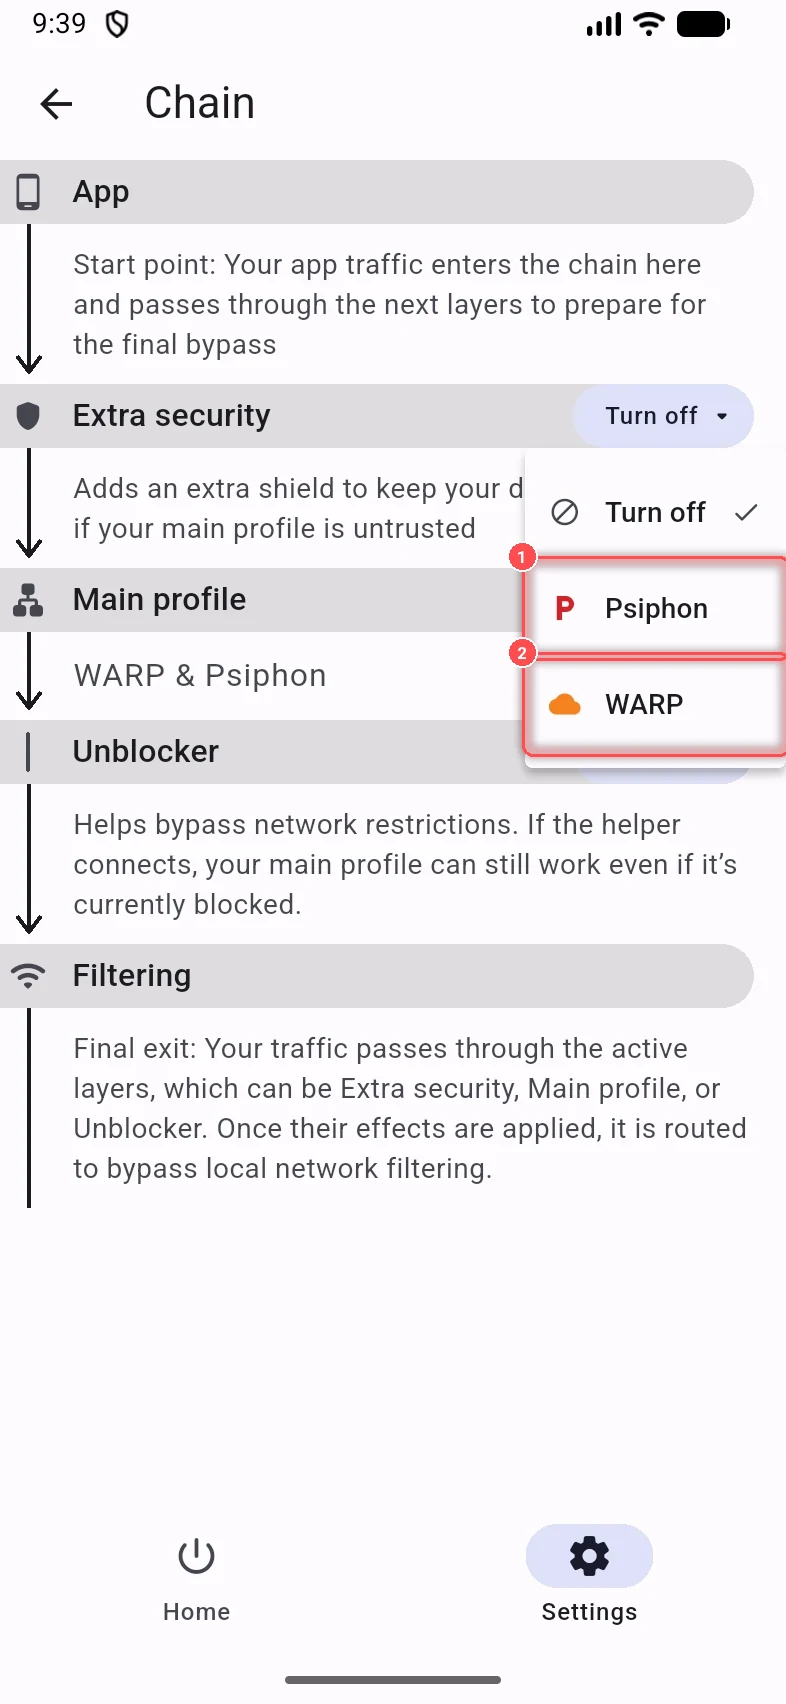 9:39
Chain
App
Start point: Your app traffic enters the chain here
and passes through the next layers to prepare for
the final bypass
Extra security
Turn off
Adds an extra shield to keep your d
if your main profile is untrusted
Turn off
1
Psiphon
2
WARP
Main profile
WARP & Psiphon
Unblocker
Helps bypass network restrictions. If the helper
connects, your main profile can still work even if it’s
currently blocked.
Filtering
Final exit: Your traffic passes through the active
layers, which can be Extra security, Main profile, or
Unblocker. Once their effects are applied, it is routed
to bypass local network filtering.
Home
Settings